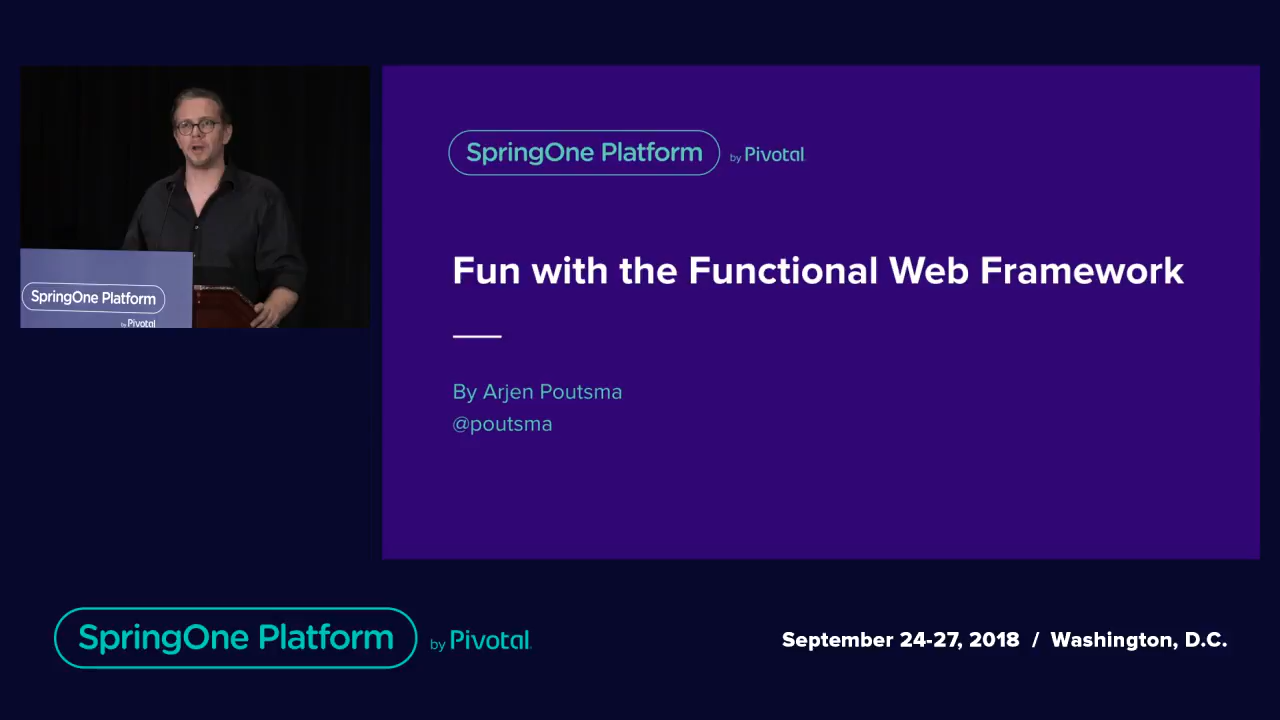 SpringOne Platform by Pivotal
Fun with the Functional Web Framework
By Arjen Poutsma
@poutsma
SpringOne Platform
by Pivotal
SpringOne Platform by Pivotal.
September 24-27, 2018 / Washington, D.C.